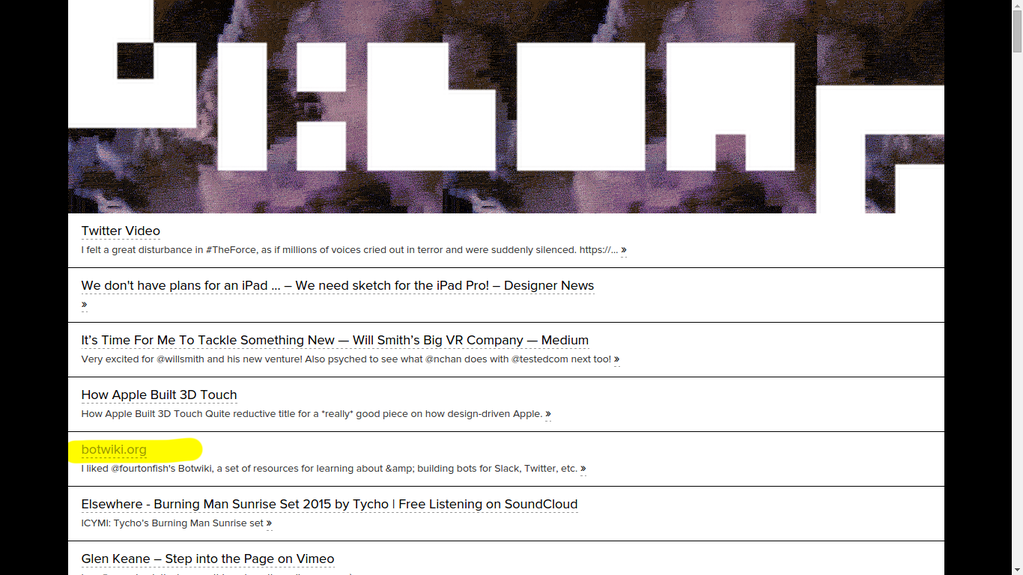 Twitter Video
I felt a great disturbance in #TheForce, as if millions of voices cried out in terror and were suddenly silenced. https://... »
We don't have plans for an iPad ... – We need sketch for the iPad Pro! – Designer News
»
It's Time For Me To Tackle Something New — Will Smith's Big VR Company — Medium
Very excited for @willsmith and his new venture! Also psyched to see what @nchan does with @testedcom next too! »
How Apple Built 3D Touch
How Apple Built 3D Touch Quite reductive title for a *really* good piece on how design-driven Apple. »
botwiki.org
I liked @fourtonfish's Botwiki, a set of resources for learning about &amp; building bots for Slack, Twitter, etc. »
Elsewhere - Burning Man Sunrise Set 2015 by Tycho | Free Listening on SoundCloud
ICYMI: Tycho's Burning Man Sunrise set »
Glen Keane – Step into the Page on Vimeo